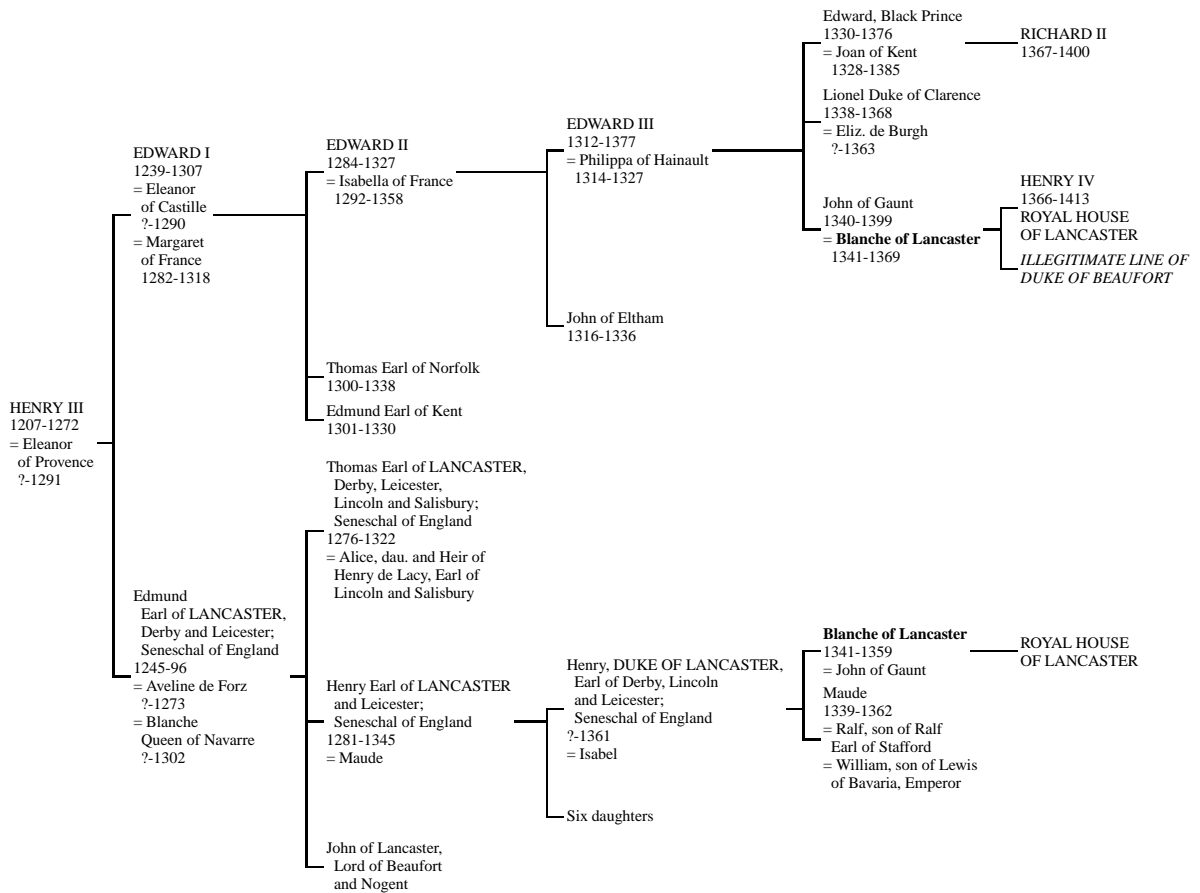 HENRY III
1207-1272
= Eleanor
of Provence
?-1291
EDWARD I
1239-1307
= Eleanor
of Castille
?-1290
= Margaret
of France
1282-1318
Edmund
Earl of LANCASTER,
Derby and Leicester;
Seneschal of England
1245-96
= Aveline de Forz
?-1273
= Blanche
Queen of Navarre
?-1302
EDWARD II
1284-1327
= Isabella of France
1292-1358
Thomas Earl of Norfolk
1300-1338
Edmund Earl of Kent
1301-1330
Thomas Earl of LANCASTER,
Derby, Leicester,
Lincoln and Salisbury;
Seneschal of England
1276-1322
= Alice, dau. and Heir of
Henry de Lacy, Earl of
Lincoln and Salisbury
Henry Earl of LANCASTER
and Leicester;
Seneschal of England
1281-1345
= Maude
John of Lancaster,
Lord of Beaufort
and Nogent
EDWARD III
1312-1377
= Philippa of Hainault
1314-1327
John of Eltham
1316-1336
Henry, DUKE OF LANCASTER,
Earl of Derby, Lincoln
and Leicester;
Seneschal of England
?-1361
= Isabel
Six daughters
Edward, Black Prince
1330-1376
= Joan of Kent
1328-1385
Lionel Duke of Clarence
1338-1368
= Eliz. de Burgh
?-1363
John of Gaunt
1340-1399
= Blanche of Lancaster
1341-1369
Blanche of Lancaster
1341-1359
= John of Gaunt
Maude
1339-1362
= Ralf, son of Ralf
Earl of Stafford
= William, son of Lewis
of Bavaria, Emperor
RICHARD II
1367-1400
HENRY IV
1366-1413
ROYAL HOUSE
OF LANCASTER
ILLEGITIMATE LINE OF
DUKE OF BEAUFORT
ROYAL HOUSE
OF LANCASTER